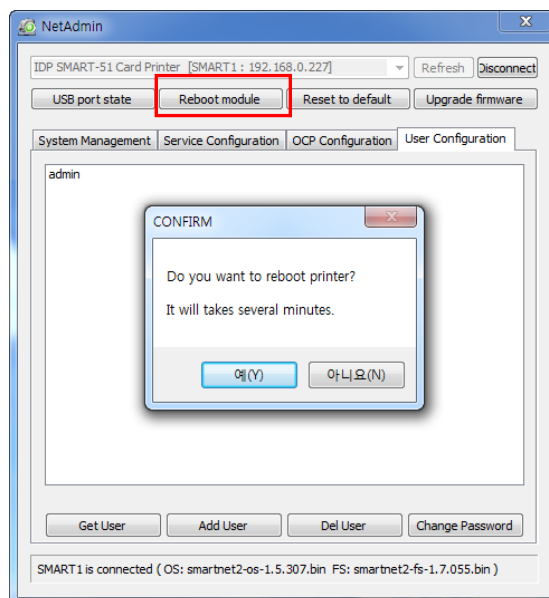 NetAdmin
IDP SMART-51 Card Printer [SMART1 : 192.168.0.227] Refresh Disconnect
USB port state Reboot module Reset to default Upgrade firmware
System Management Service Configuration OCP Configuration User Configuration
admin
CONFIRM
Do you want to reboot printer?
It will takes several minutes.
예(Y) 아니요(N)
Get User Add User Del User Change Password
SMART1 is connected ( OS: smartnet2-os-1.5.307.bin FS: smartnet2-fs-1.7.055.bin )